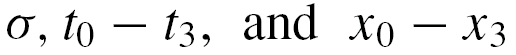 σ, t₀ − t₃, and x₀ − x₃